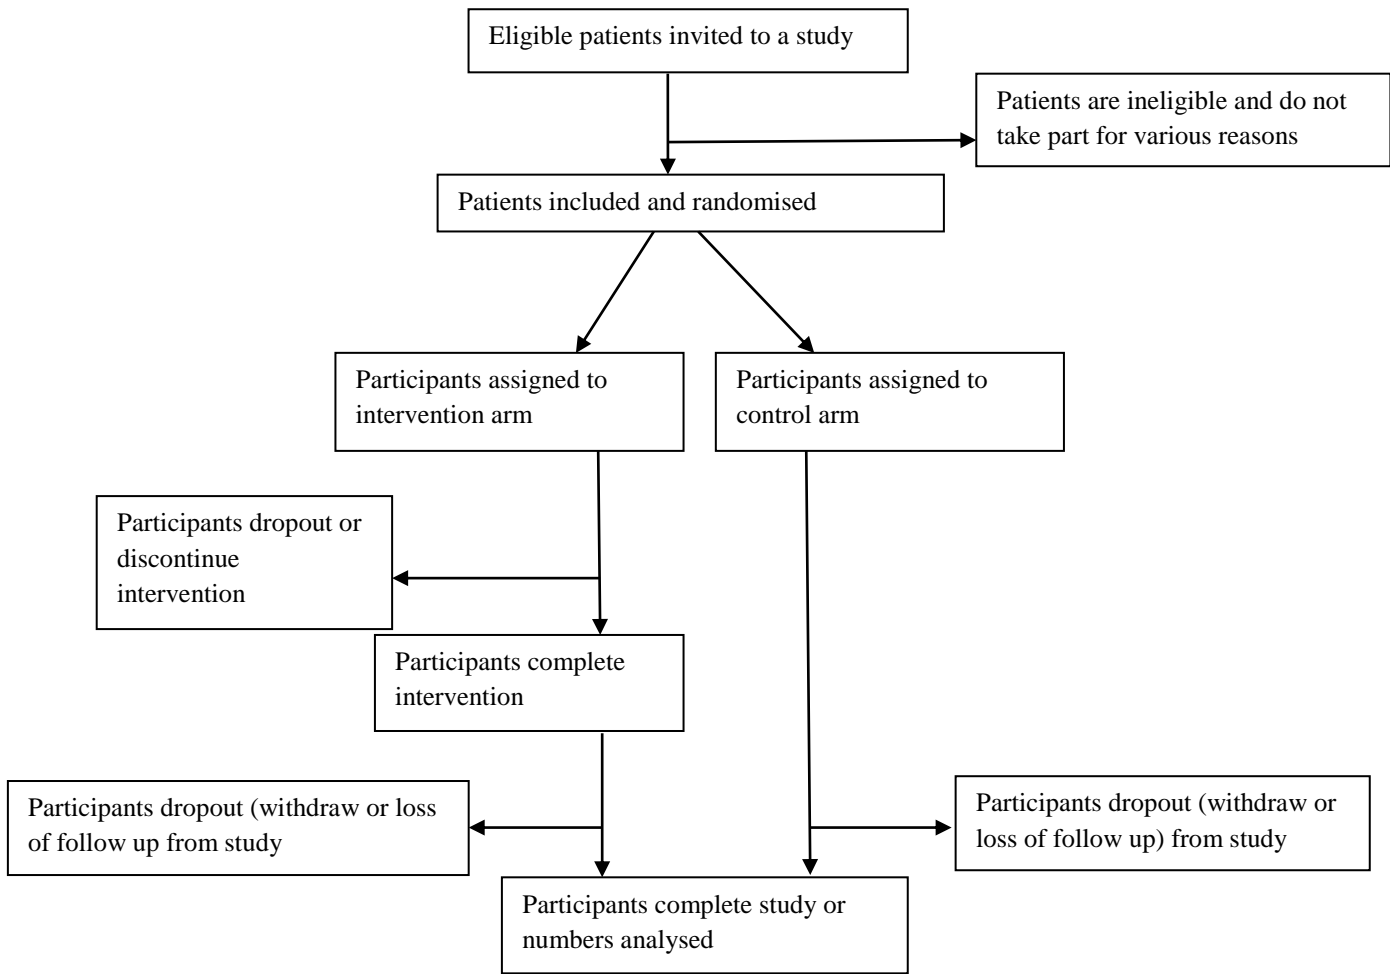 Eligible patients invited to a study
Patients are ineligible and do not
take part for various reasons
Patients included and randomised
Participants assigned to
intervention arm
Participants assigned to
control arm
Participants dropout or
discontinue
intervention
Participants complete
intervention
Participants dropout (withdraw or loss
of follow up from study
Participants dropout (withdraw or
loss of follow up) from study
Participants complete study or
numbers analysed